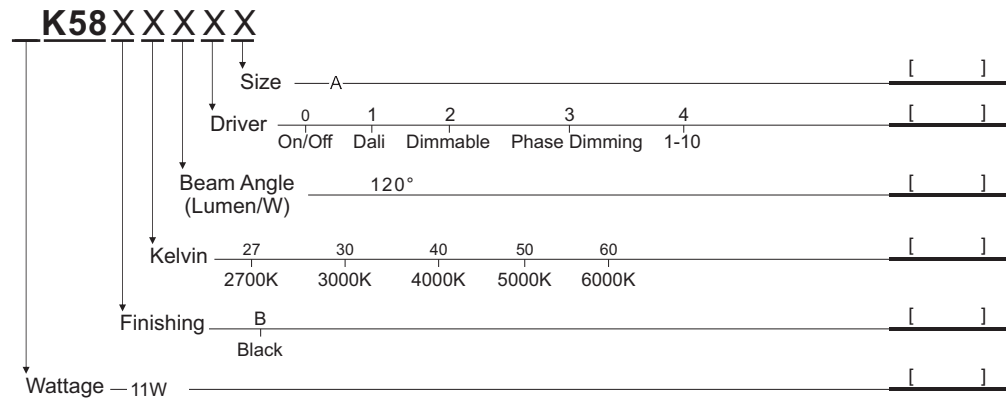 _K58XXXXX
Size A [ ]
Driver 0 1 2 3 4 [ ]
On/Off Dali Dimmable Phase Dimming 1-10
Beam Angle 120° [ ]
(Lumen/W)
Kelvin 27 30 40 50 60 [ ]
2700K 3000K 4000K 5000K 6000K
Finishing B [ ]
Black
Wattage 11W [ ]